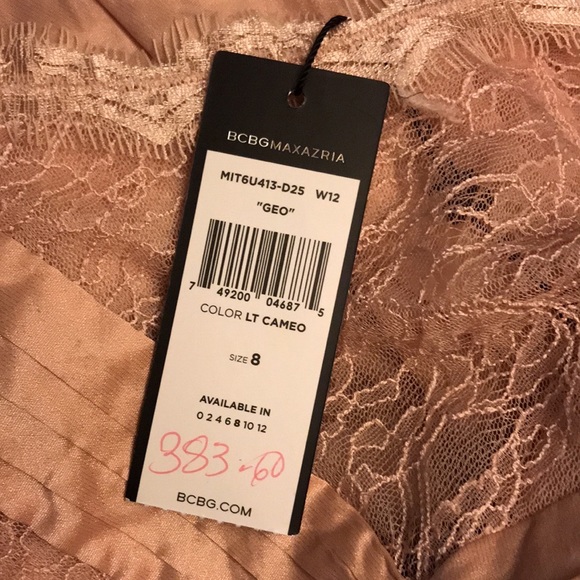 BCBGMAXAZRIA
MIT6U413-D25 W12
"GEO"
7 49200 04687 5
COLOR LT CAMEO
SIZE 8
AVAILABLE IN
0 2 4 6 8 10 12
383.60
BCBG.COM